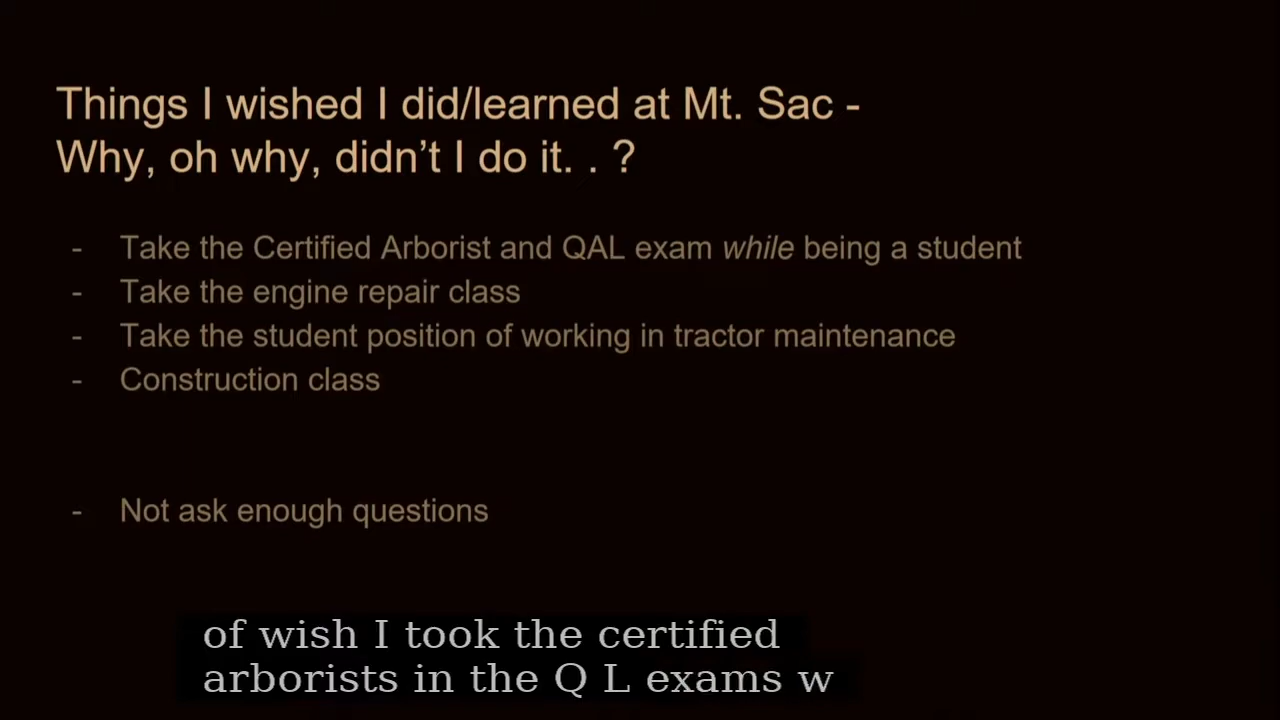 Things I wished I did/learned at Mt. Sac -
Why, oh why, didn't I do it. . ?
- Take the Certified Arborist and QAL exam while being a student
- Take the engine repair class
- Take the student position of working in tractor maintenance
- Construction class
- Not ask enough questions
of wish I took the certified
arborists in the Q L exams w